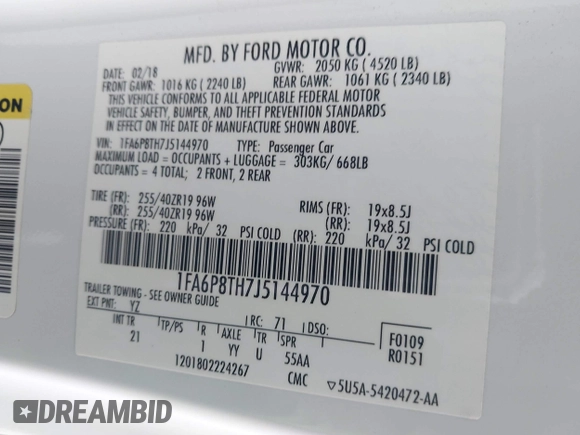 MFD. BY FORD MOTOR CO.
DATE: 02/18 GVWR: 2050 KG ( 4520 LB)
FRONT GAWR: 1016 KG ( 2240 LB) REAR GAWR: 1061 KG ( 2340 LB)
THIS VEHICLE CONFORMS TO ALL APPLICABLE FEDERAL MOTOR
VEHICLE SAFETY, BUMPER, AND THEFT PREVENTION STANDARDS
IN EFFECT ON THE DATE OF MANUFACTURE SHOWN ABOVE.
VIN: 1FA6P8TH7J5144970 TYPE: Passenger Car
MAXIMUM LOAD = OCCUPANTS + LUGGAGE = 303KG/ 668LB
OCCUPANTS = 4 TOTAL; 2 FRONT, 2 REAR
TIRE (FR): 255/40ZR19 96W RIMS (FR): 19x8.5J
(RR): 255/40ZR19 96W (RR): 19x8.5J
PRESSURE (FR): 220 kPa/ 32 PSI COLD (RR): 220 kPa/ 32 PSI COLD
1FA6P8TH7J5144970
TRAILER TOWING - SEE OWNER GUIDE
EXT PNT: YZ RC: 71 DSO:
INT TR TP/PS R AXLE TR SPR
21 1 YY U 55AA
F0109
R0151
1201802224267 CMC ▽5U5A-5420472-AA
ON
DREAMBID